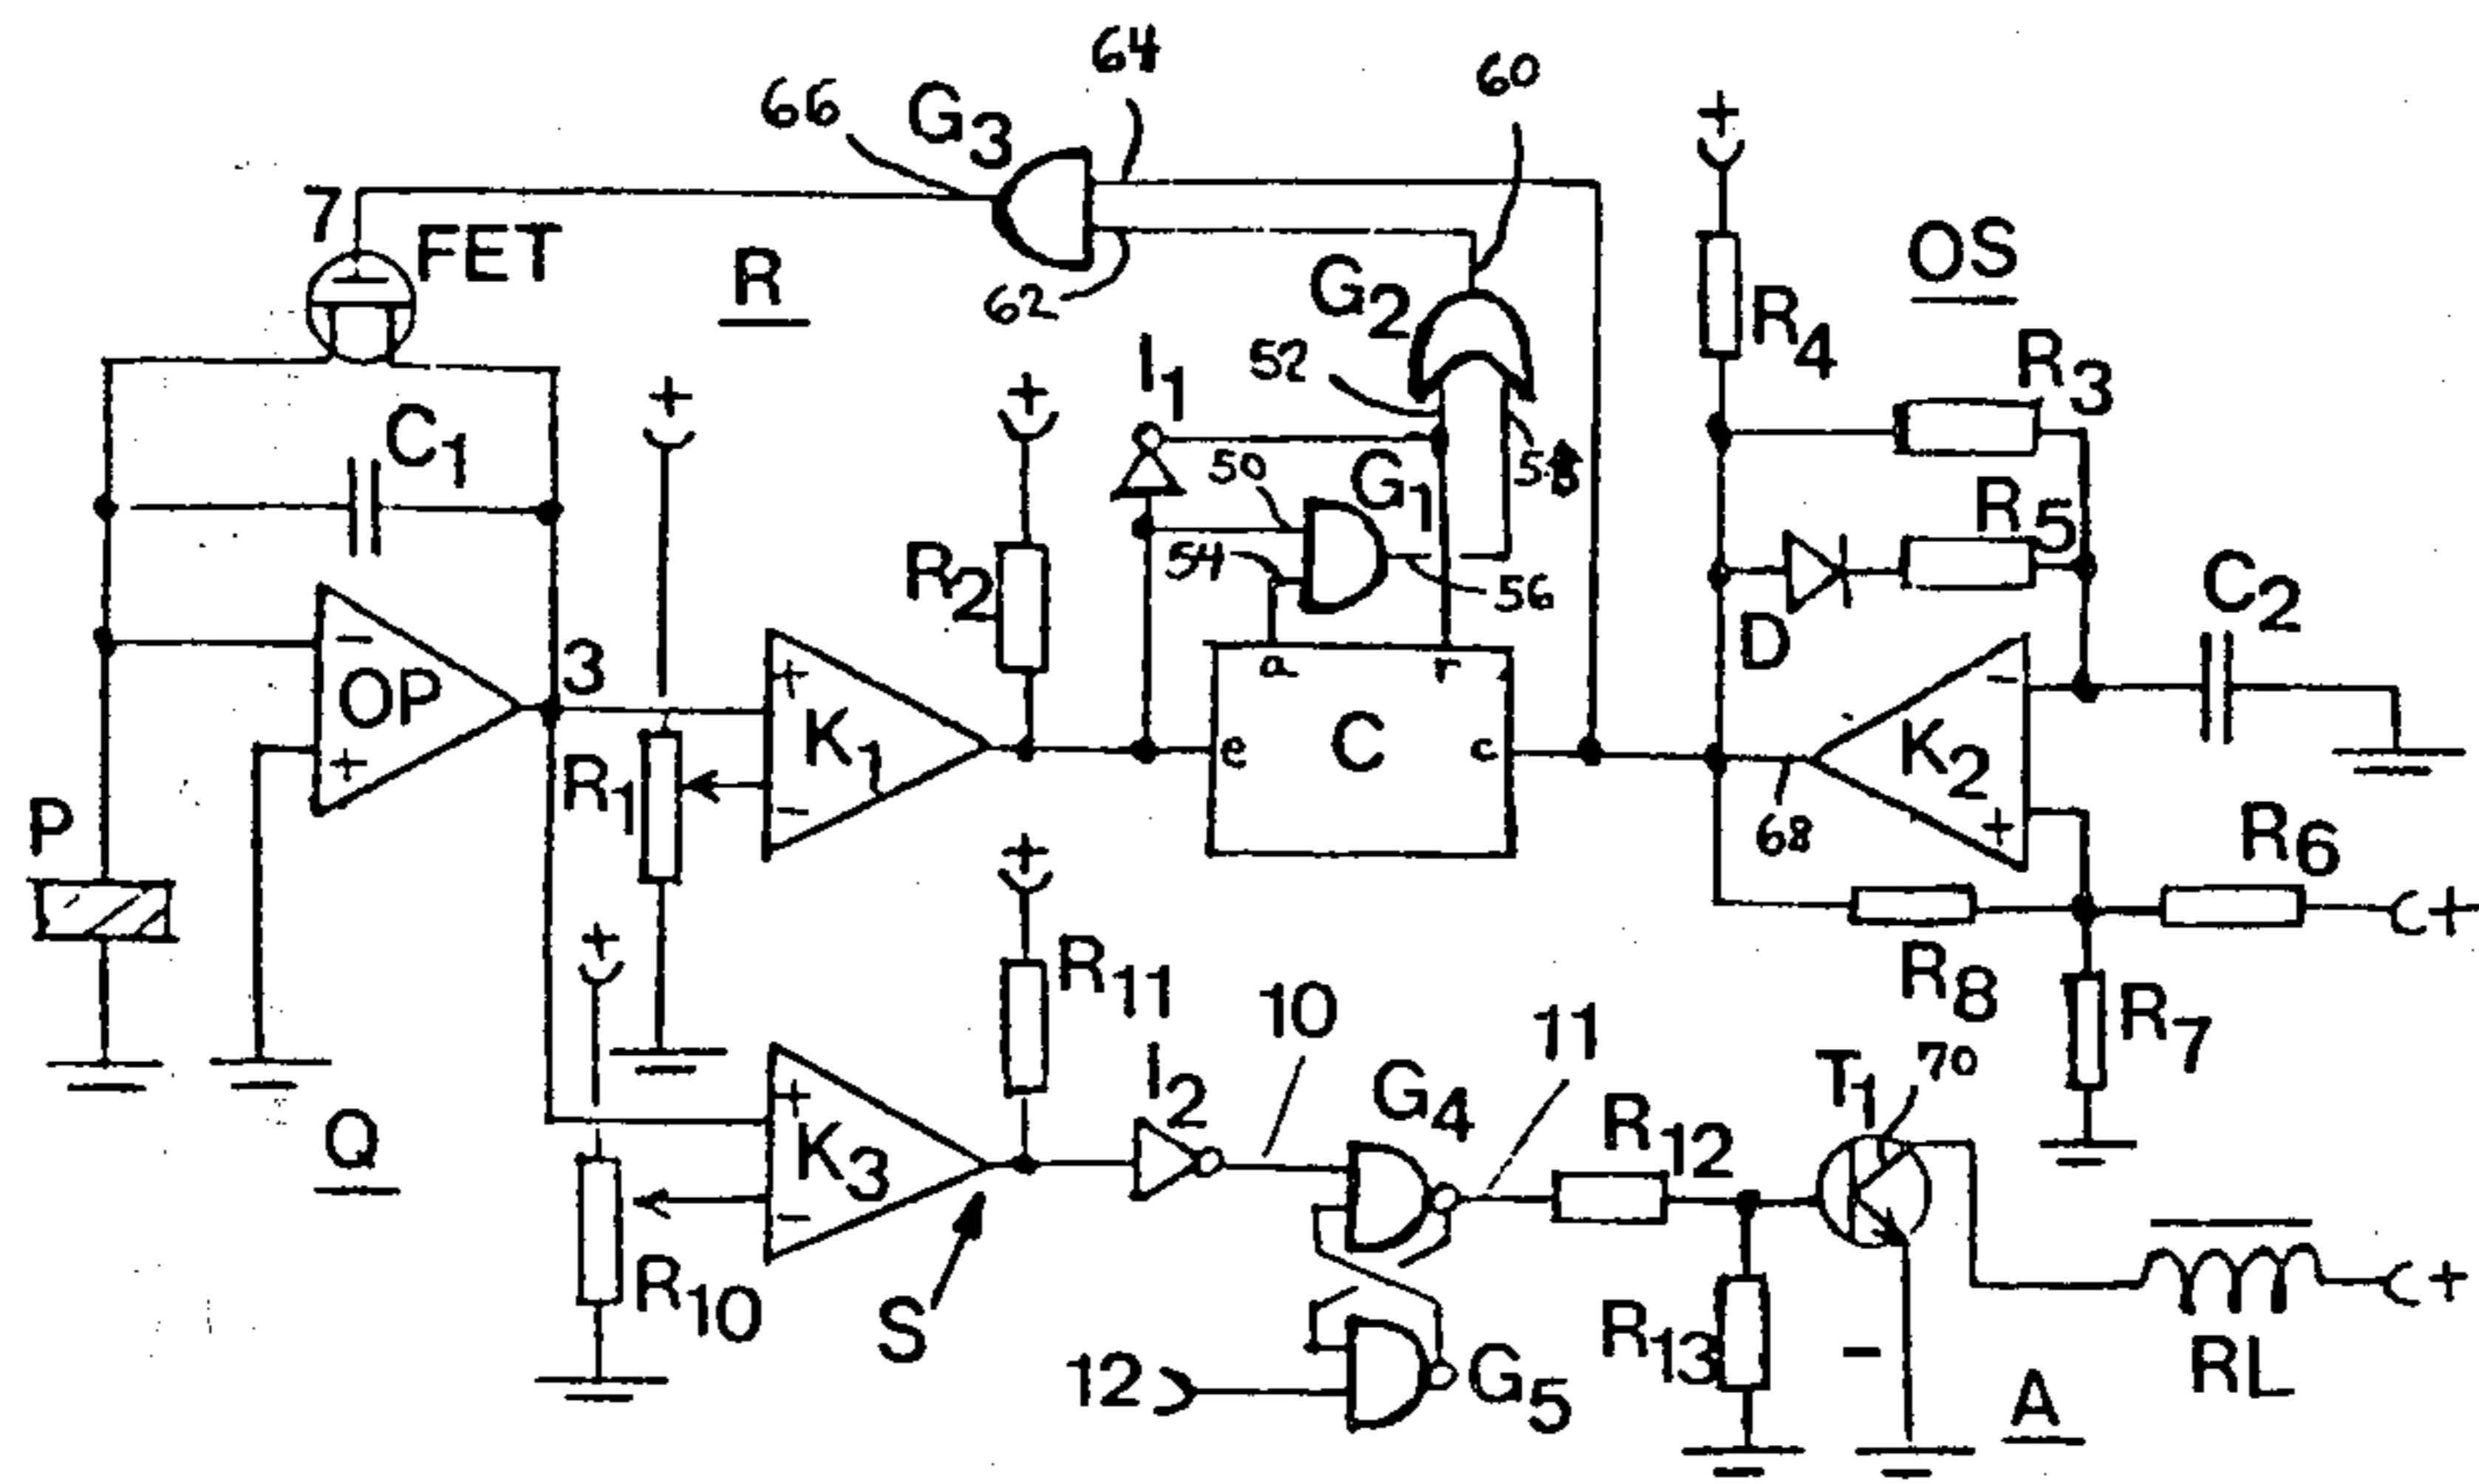 64
60
66
G3
+
7
FET
R
62
G2
OS
R4
52
I1
R3
+
+
C1
50
G1
58
R5
R2
54
56
D
C2
-
OP
+
3
+
K1
-
a
r
e
C
c
-
K2
+
68
R1
P
R6
+
+
R8
R7
+
R11
10
11
I2
G4
T1
70
R12
Q
+
K3
-
R10
S
R13
-
RL
+
12
G5
A